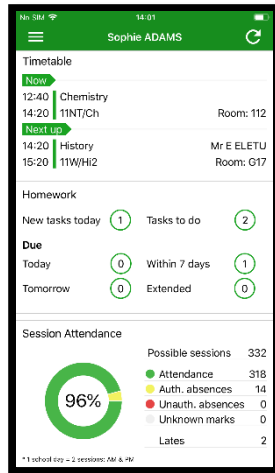 No SIM 14:01
Sophie ADAMS
Timetable
Now
12:40 Chemistry
14:20 11NT/Ch Room: 112
Next up
14:20 History Mr E ELETU
15:20 11W/Hi2 Room: G17
Homework
New tasks today 1 Tasks to do 2
Due
Today 0 Within 7 days 1
Tomorrow 0 Extended 0
Session Attendance
Possible sessions 332
Attendance 318
Auth. absences 14
96%
Unauth. absences 0
Unknown marks 0
Lates 2
* 1 school day = 2 sessions: AM & PM